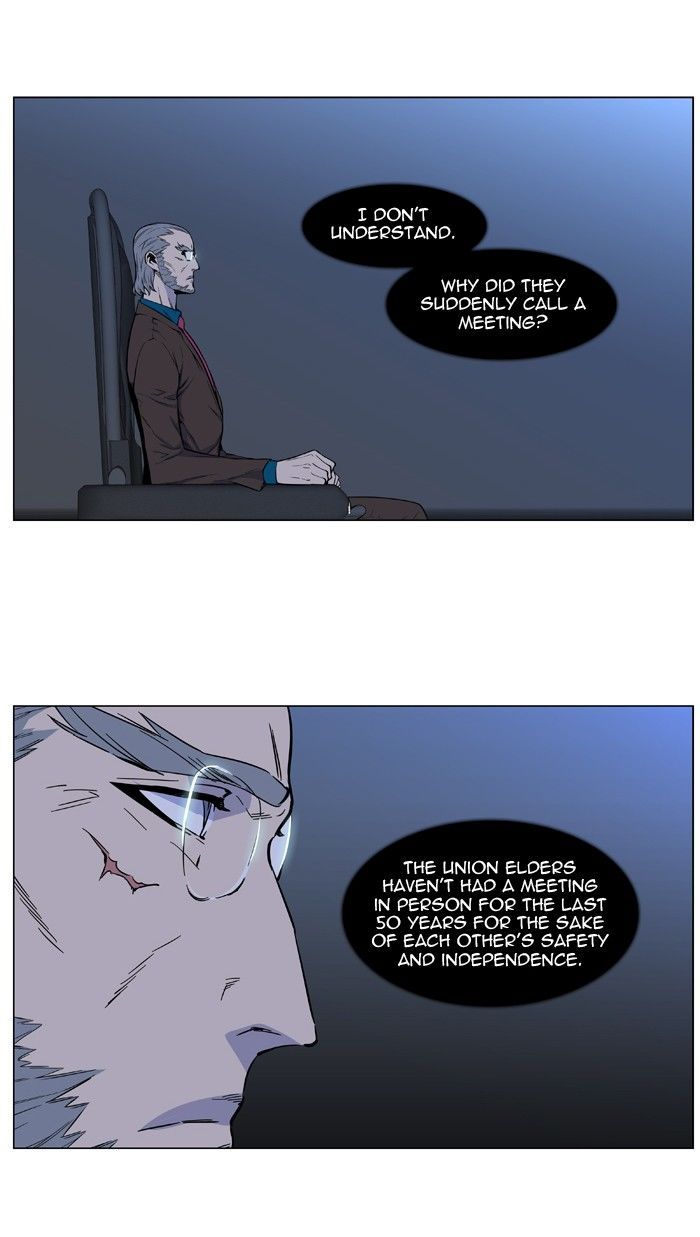 I DON'T
UNDERSTAND.
WHY DID THEY
SUDDENLY CALL A
MEETING?
THE UNION ELDERS
HAVEN'T HAD A MEETING
IN PERSON FOR THE LAST
50 YEARS FOR THE SAKE
OF EACH OTHER'S SAFETY
AND INDEPENDENCE.